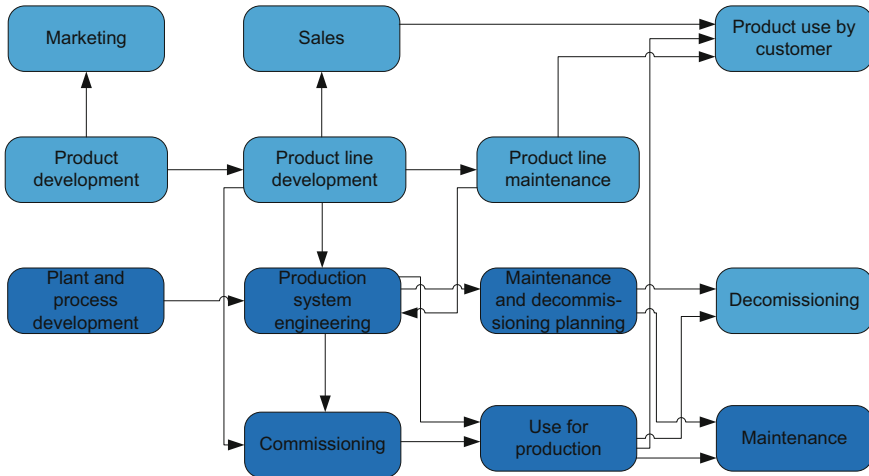 Marketing
Sales
Product use by
customer
Product
development
Product line
development
Product line
maintenance
Plant and
process
development
Production
system
engineering
Maintenance
and decommis-
sioning planning
Decomissioning
Commissioning
Use for
production
Maintenance